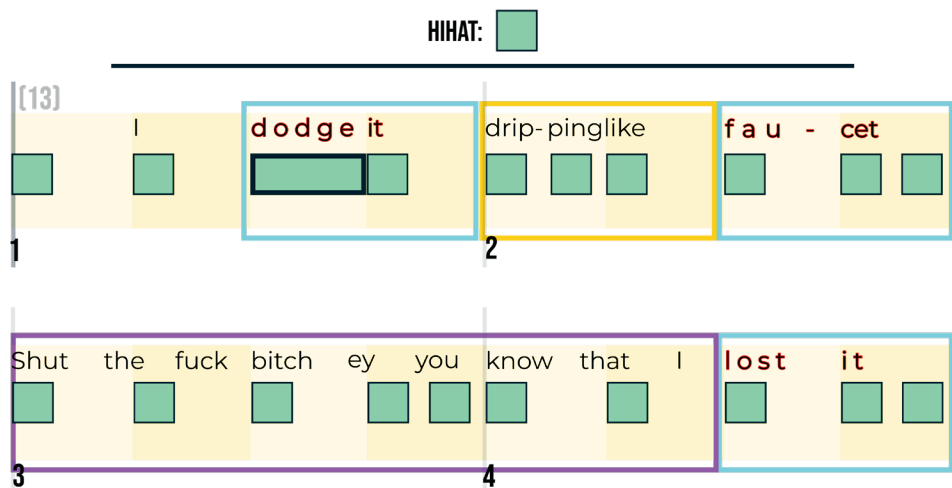 HIHAT:
(13)
I dodge it drip-pinglike fau - cet
1 2
Shut the fuck bitch ey you know that I lost it
3 4